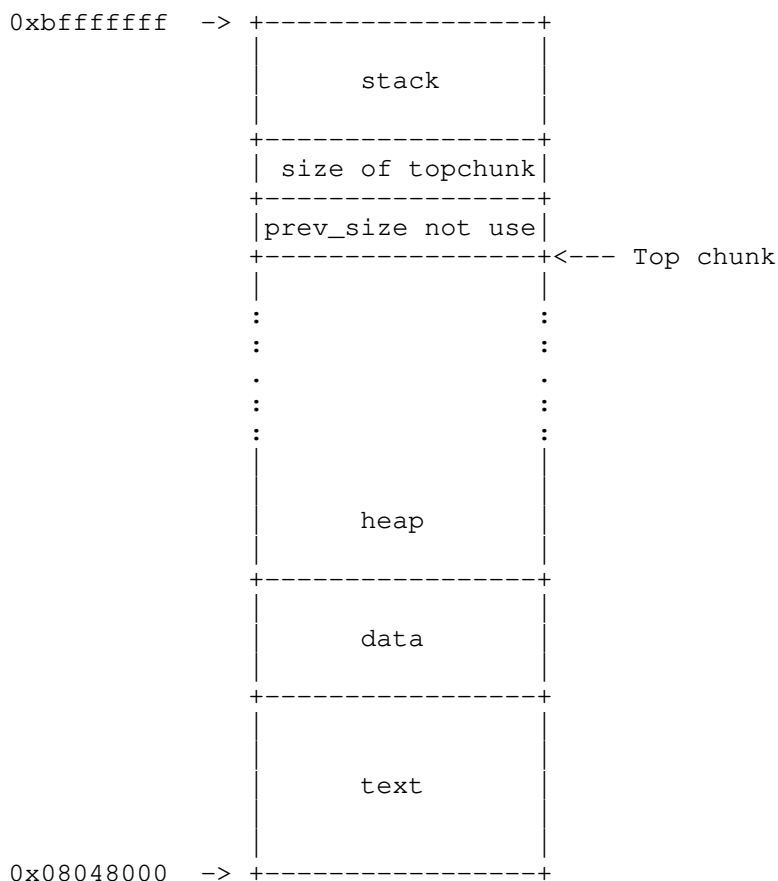 0xbfffffff -> +-----------------+
| |
| stack |
| |
+-----------------+
| size of topchunk|
+-----------------+
|prev_size not use|
+-----------------+<--- Top chunk
| |
: :
: :
. .
: :
: :
| |
| heap |
| |
+-----------------+
| |
| data |
| |
+-----------------+
| |
| text |
| |
0x08048000 -> +-----------------+